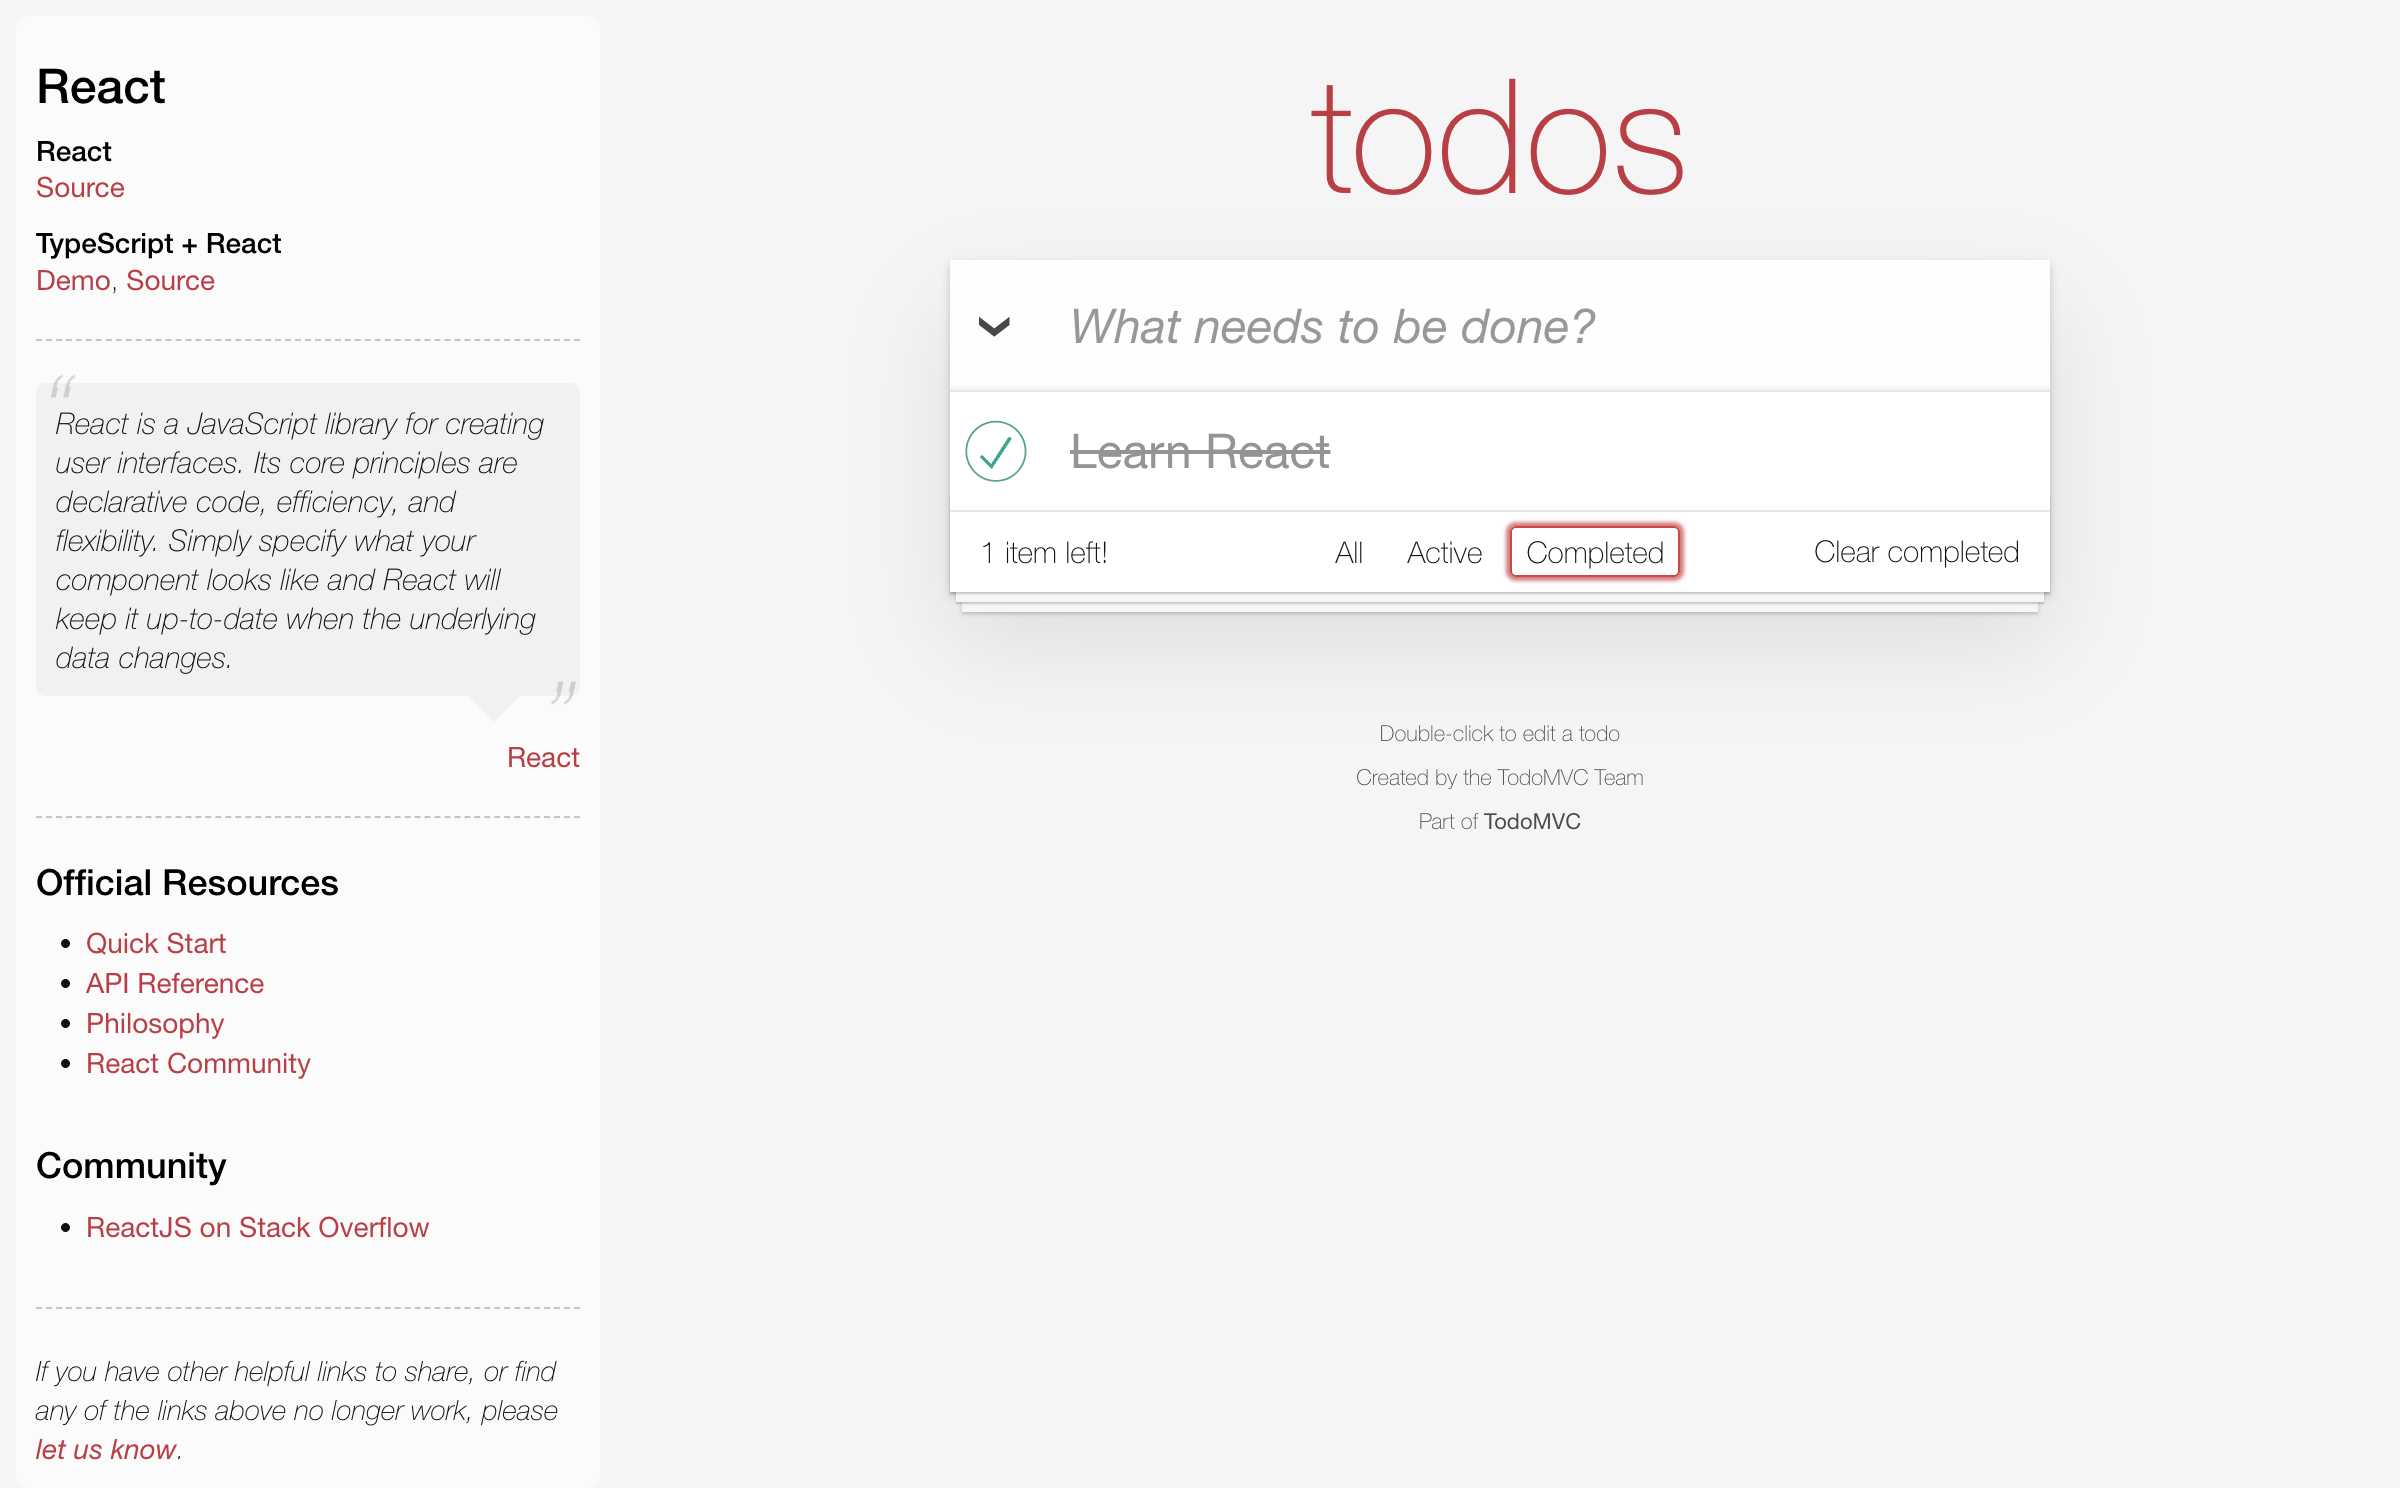 React
React
Source
TypeScript + React
Demo, Source
“
React is a JavaScript library for creating
user interfaces. Its core principles are
declarative code, efficiency, and
flexibility. Simply specify what your
component looks like and React will
keep it up-to-date when the underlying
data changes.
”
React
Official Resources
Quick Start
API Reference
Philosophy
React Community
Community
ReactJS on Stack Overflow
If you have other helpful links to share, or find
any of the links above no longer work, please
let us know.
todos
What needs to be done?
Learn React
1 item left! All Active Completed Clear completed
Double-click to edit a todo
Created by the TodoMVC Team
Part of TodoMVC